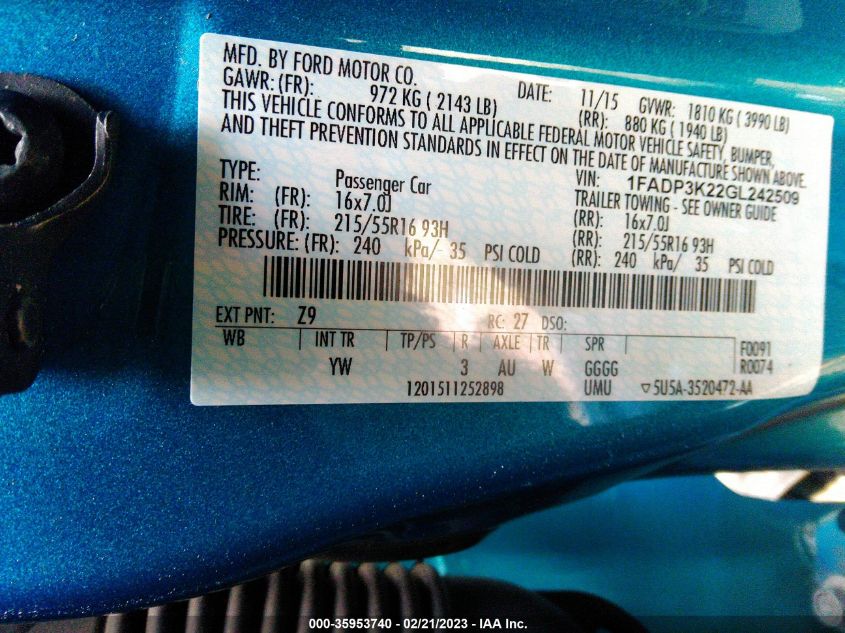 MFD. BY FORD MOTOR CO. DATE: 11/15 GVWR: 1810 KG ( 3990 LB)
GAWR: (FR): 972 KG ( 2143 LB) (RR): 880 KG ( 1940 LB)
THIS VEHICLE CONFORMS TO ALL APPLICABLE FEDERAL MOTOR VEHICLE SAFETY, BUMPER,
AND THEFT PREVENTION STANDARDS IN EFFECT ON THE DATE OF MANUFACTURE SHOWN ABOVE.
VIN: 1FADP3K22GL242509
TYPE: Passenger Car TRAILER TOWING - SEE OWNER GUIDE
RIM: (FR): 16x7.0J (RR): 16x7.0J
TIRE: (FR): 215/55R16 93H (RR): 215/55R16 93H
PRESSURE: (FR): 240 kPa/ 35 PSI COLD (RR): 240 kPa/ 35 PSI COLD
EXT PNT: Z9 RC: 27 DSO:
WB INT TR TP/PS R AXLE TR SPR F0091
YW 3 AU W GGGG R0074
1201511252898 UMU ▽5U5A-3520472-AA
000-35953740 - 02/21/2023 - IAA Inc.